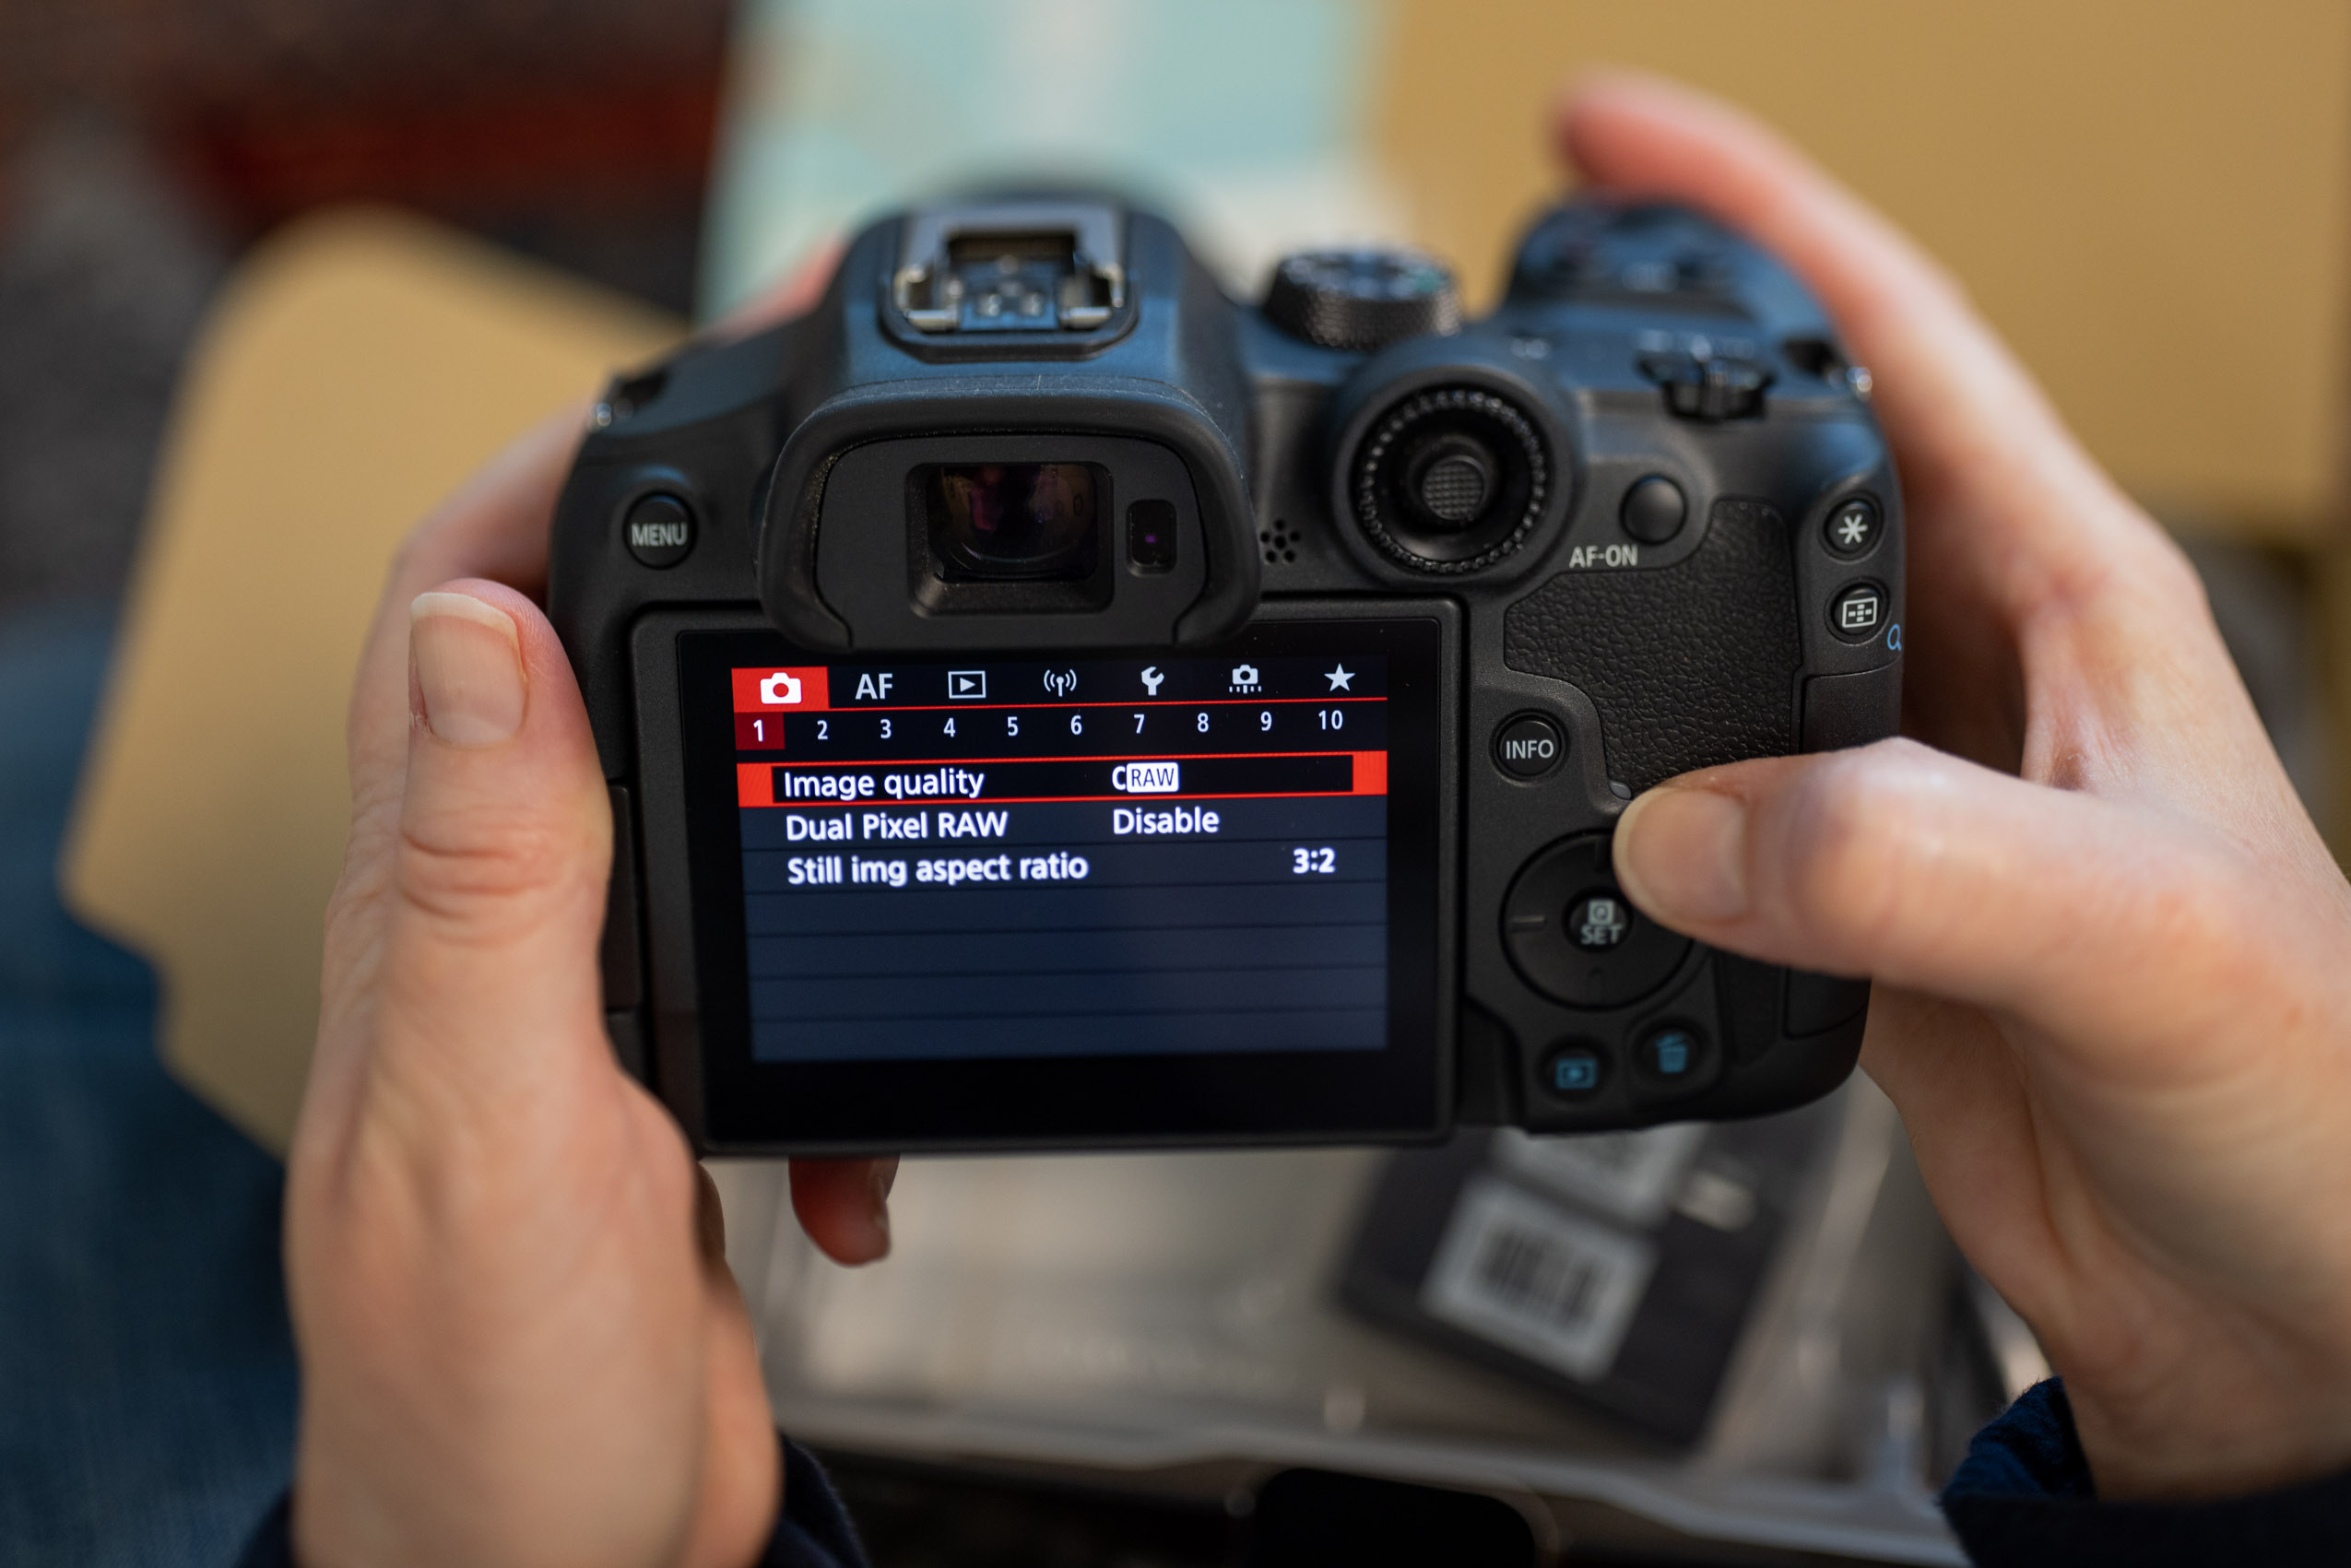 MENU
AF-ON
AF
1 2 3 4 5 6 7 8 9 10
Image quality CRAW
Dual Pixel RAW Disable
Still img aspect ratio 3:2
INFO
Q
SET